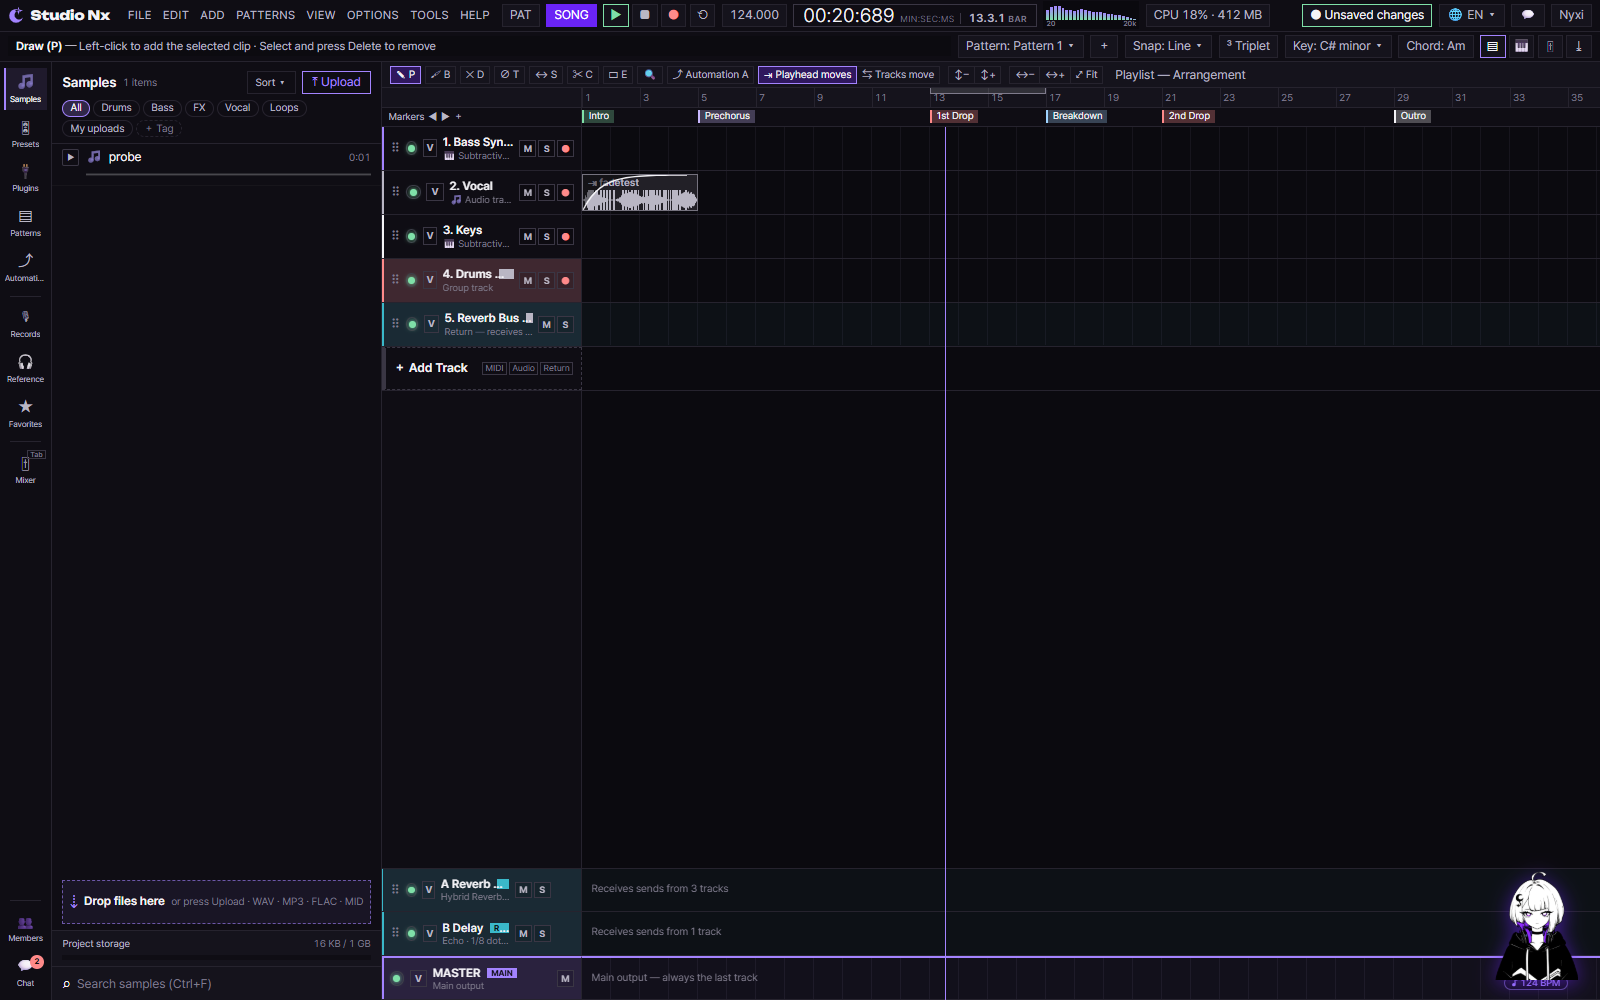 Studio Nx FILE EDIT ADD PATTERNS VIEW OPTIONS TOOLS HELP PAT SONG 124.000 00:20:689 MIN:SEC:MS 13.3.1 BAR 20 20k CPU 18% · 412 MB Unsaved changes EN Nyxi
Draw (P) — Left-click to add the selected clip · Select and press Delete to remove Pattern: Pattern 1 + Snap: Line 3 Triplet Key: C# minor Chord: Am
Samples
Presets
Plugins
Patterns
Automati...
Records
Reference
Favorites
Tab
Mixer
Members
2
Chat
Samples 1 items Sort Upload
All Drums Bass FX Vocal Loops
My uploads + Tag
probe 0:01
Drop files here or press Upload · WAV · MP3 · FLAC · MID
Project storage 16 KB / 1 GB
Search samples (Ctrl+F)
P B D T S C E Automation A Playhead moves Tracks move Fit Playlist — Arrangement
1 3 5 7 9 11 13 15 17 19 21 23 25 27 29 31 33 35
Markers + Intro Prechorus 1st Drop Breakdown 2nd Drop Outro
V 1. Bass Syn... M S
Subtractiv...
V 2. Vocal M S
Audio tra...
fadetest
V 3. Keys M S
Subtractiv...
V 4. Drums ... M S
Group track
V 5. Reverb Bus ... M S
Return — receives ...
+ Add Track MIDI Audio Return
V A Reverb ... M S
Hybrid Reverb...
Receives sends from 3 tracks
V B Delay R... M S
Echo · 1/8 dot...
Receives sends from 1 track
V MASTER MAIN M
Main output
Main output — always the last track
124 BPM